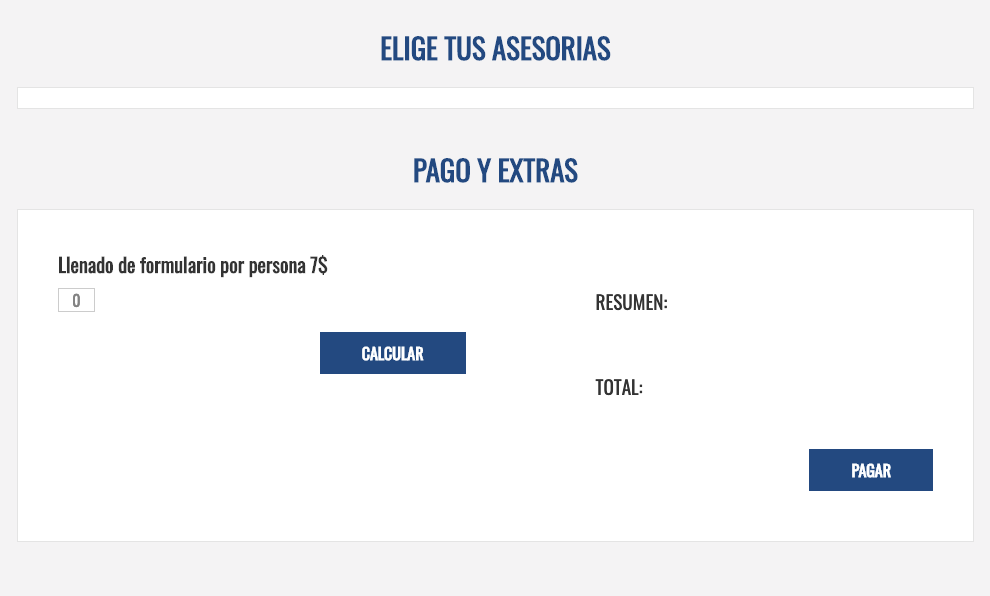 ELIGE TUS ASESORIAS
PAGO Y EXTRAS
Llenado de formulario por persona 7$
0
CALCULAR
RESUMEN:
TOTAL:
PAGAR